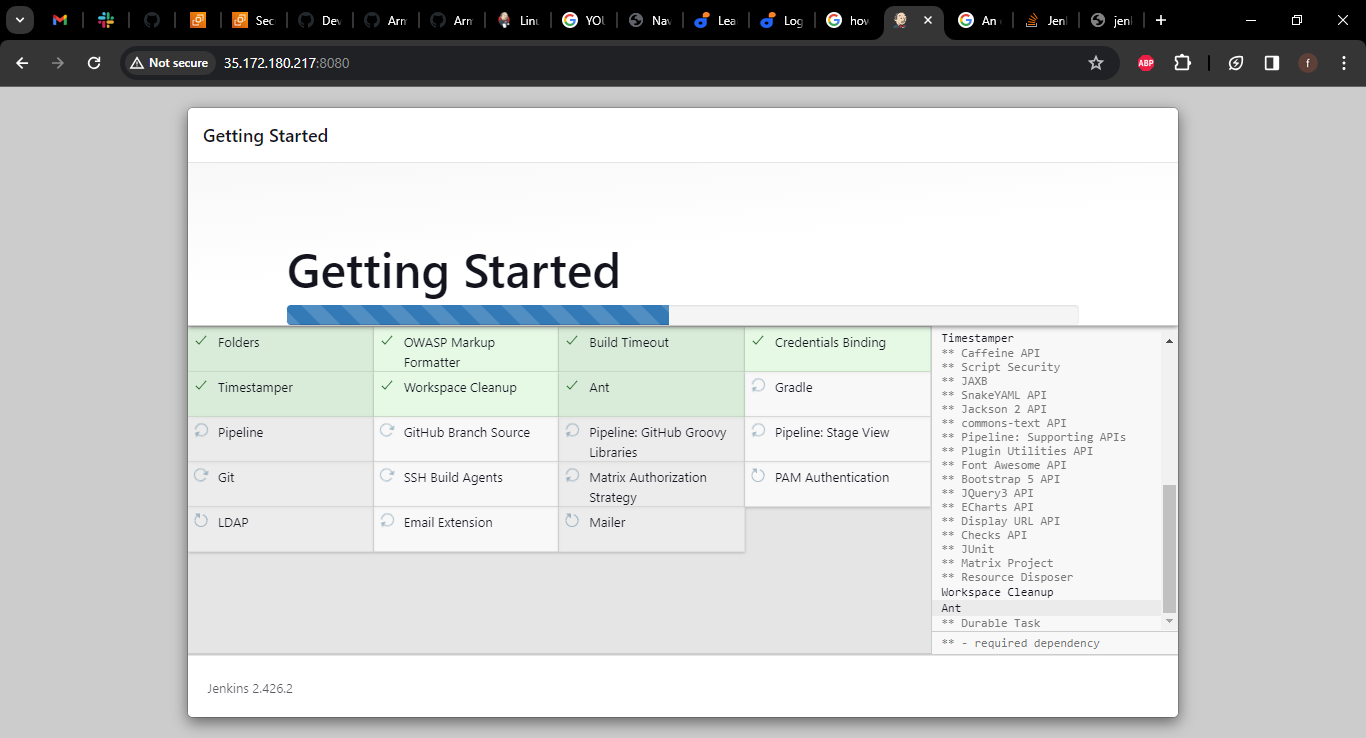 Sec
Dev
Arm
Arm
Linu
YOU
Nav
Lea
Log
how
An
Jen
jen
Not secure
35.172.180.217:8080
ABP
f
Getting Started
Getting Started
Folders
OWASP Markup
Formatter
Build Timeout
Credentials Binding
Timestamper
Workspace Cleanup
Ant
Gradle
Pipeline
GitHub Branch Source
Pipeline: GitHub Groovy
Libraries
Pipeline: Stage View
Git
SSH Build Agents
Matrix Authorization
Strategy
PAM Authentication
LDAP
Email Extension
Mailer
Timestamper
** Caffeine API
** Script Security
** JAXB
** SnakeYAML API
** Jackson 2 API
** commons-text API
** Pipeline: Supporting APIs
** Plugin Utilities API
** Font Awesome API
** Bootstrap 5 API
** JQuery3 API
** ECharts API
** Display URL API
** Checks API
** JUnit
** Matrix Project
** Resource Disposer
Workspace Cleanup
Ant
** Durable Task
** - required dependency
Jenkins 2.426.2